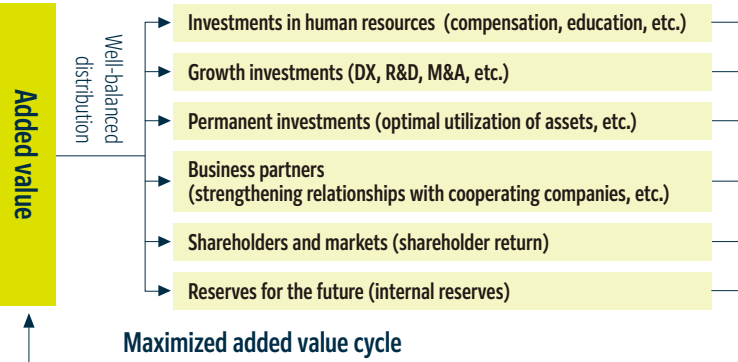 Added value
Well-balanced
distribution
Investments in human resources (compensation, education, etc.)
Growth investments (DX, R&D, M&A, etc.)
Permanent investments (optimal utilization of assets, etc.)
Business partners
(strengthening relationships with cooperating companies, etc.)
Shareholders and markets (shareholder return)
Reserves for the future (internal reserves)
Maximized added value cycle